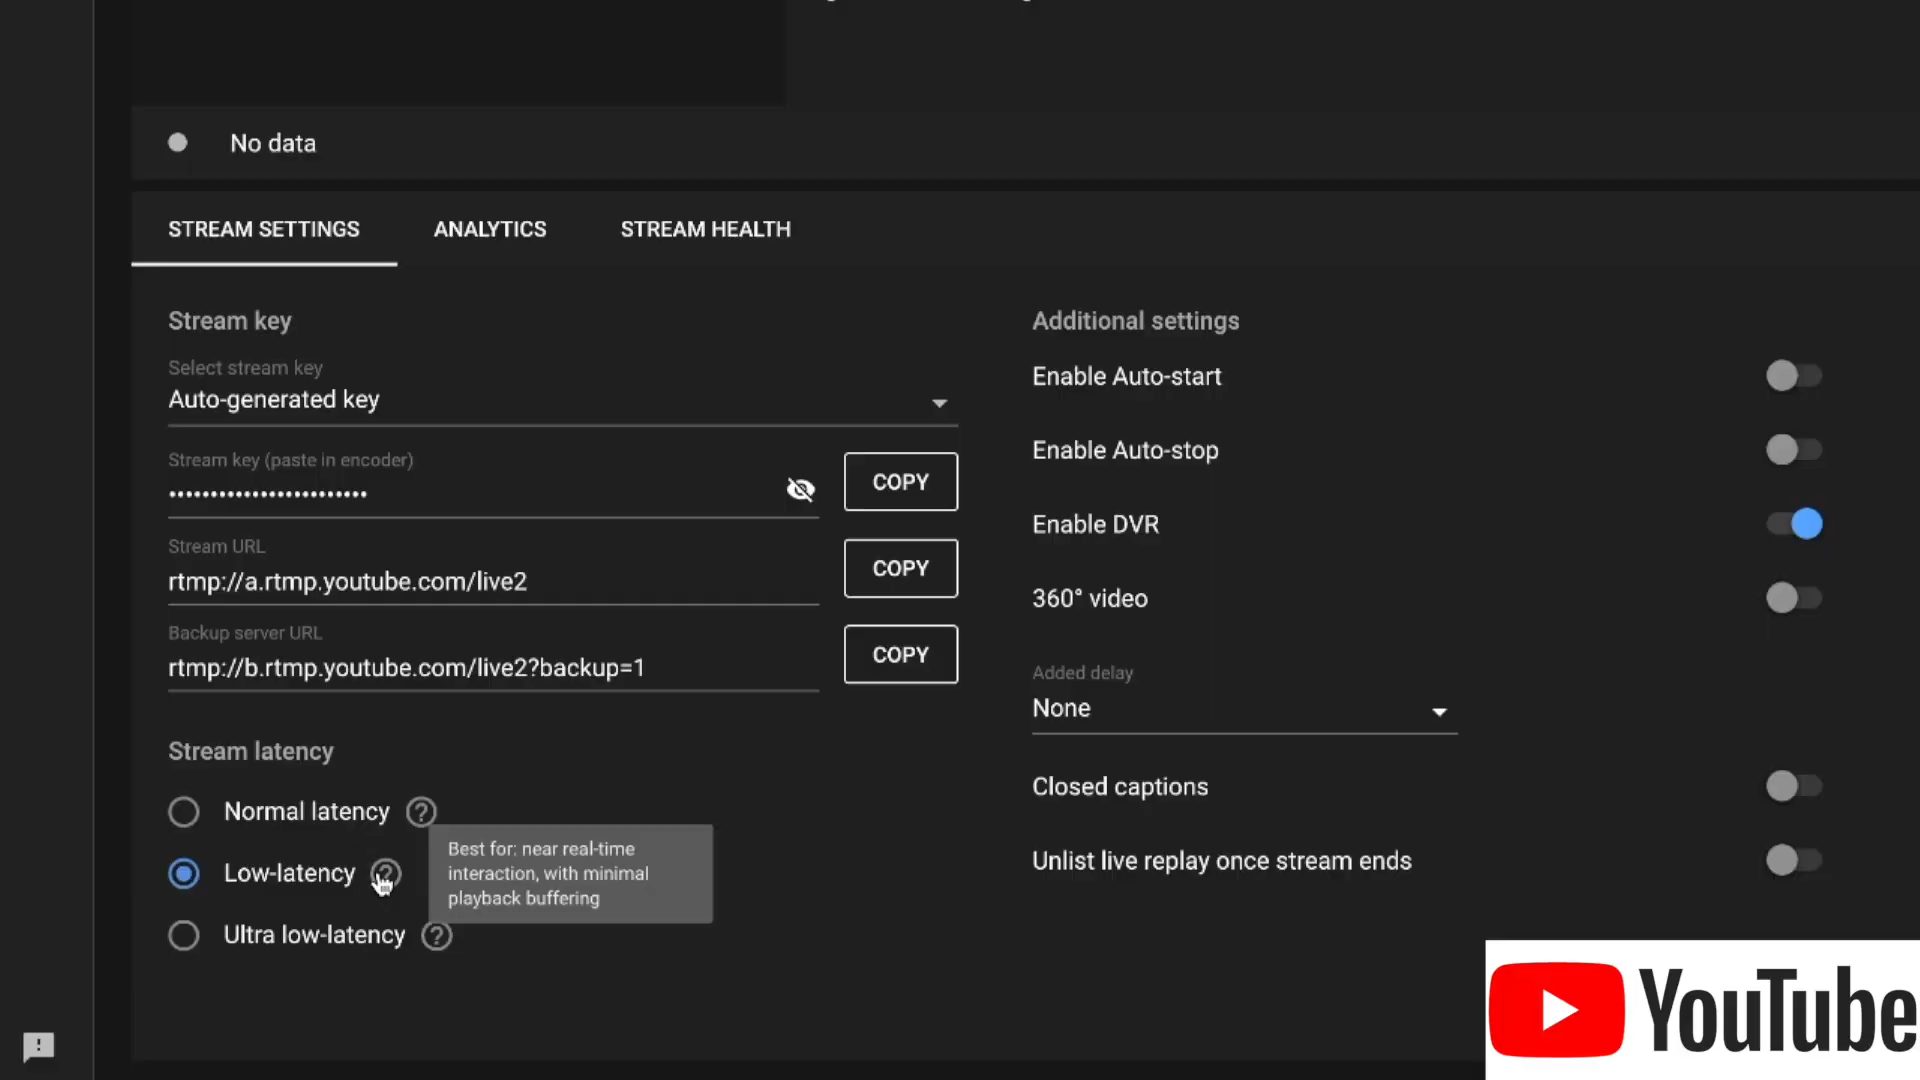 No data
STREAM SETTINGS ANALYTICS STREAM HEALTH
Stream key
Select stream key
Auto-generated key
Stream key (paste in encoder)
••••••••••••••••••••••••
COPY
Stream URL
rtmp://a.rtmp.youtube.com/live2
COPY
Backup server URL
rtmp://b.rtmp.youtube.com/live2?backup=1
COPY
Stream latency
Normal latency
Low-latency
Best for: near real-time
interaction, with minimal
playback buffering
Ultra low-latency
Additional settings
Enable Auto-start
Enable Auto-stop
Enable DVR
360° video
Added delay
None
Closed captions
Unlist live replay once stream ends
YouTube